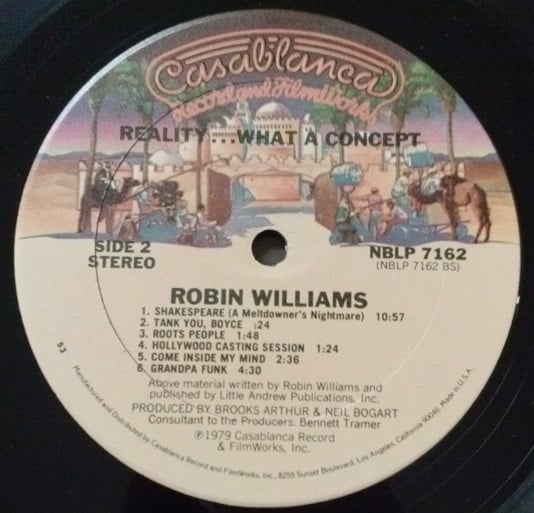 Casablanca
Record and FilmWorks
REALITY...WHAT A CONCEPT
SIDE 2
STEREO
NBLP 7162
(NBLP 7162 BS)
ROBIN WILLIAMS
1. SHAKESPEARE (A Meltdowner's Nightmare) 10:57
2. TANK YOU, BOYCE :24
3. ROOTS PEOPLE 1:48
4. HOLLYWOOD CASTING SESSION 1:24
5. COME INSIDE MY MIND 2:36
6. GRANDPA FUNK 4:30
Above material written by Robin Williams and
published by Little Andrew Publications, Inc.
PRODUCED BY BROOKS ARTHUR & NEIL BOGART
Consultant to the Producers: Bennett Tramer
℗1979 Casablanca Record
& FilmWorks, Inc.
53
Manufactured and Distributed by Casablanca Record and FilmWorks, Inc., 8255 Sunset Boulevard, Los Angeles, California 90046. Made in U.S.A.